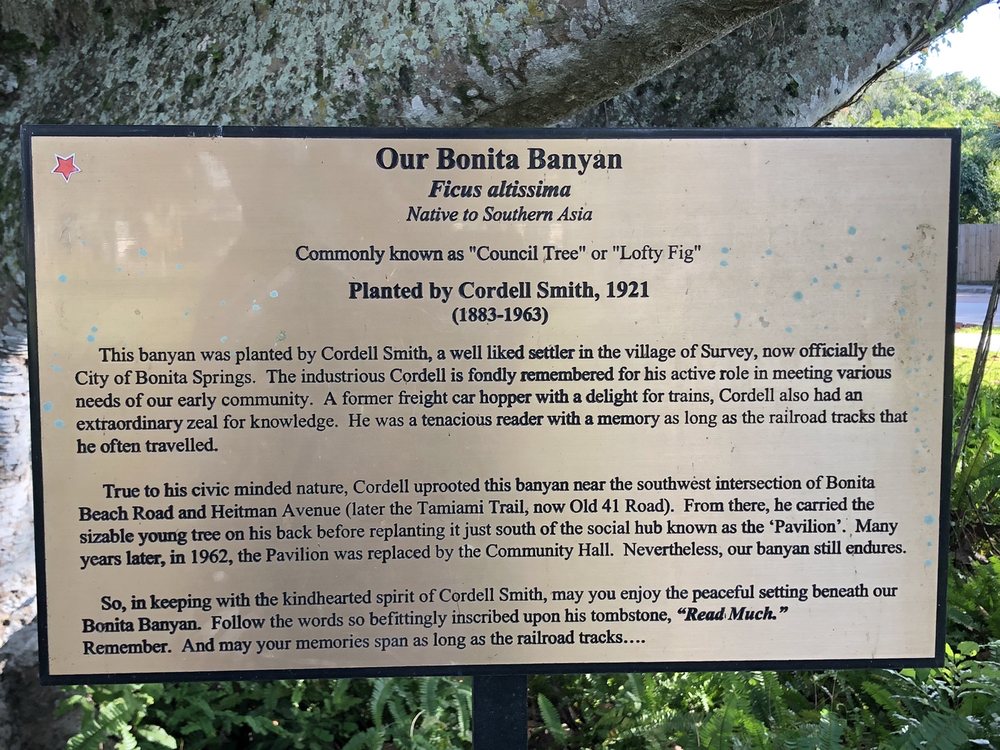 Our Bonita Banyan
Ficus altissima
Native to Southern Asia
Commonly known as "Council Tree" or "Lofty Fig"
Planted by Cordell Smith, 1921
(1883-1963)
This banyan was planted by Cordell Smith, a well liked settler in the village of Survey, now officially the
City of Bonita Springs. The industrious Cordell is fondly remembered for his active role in meeting various
needs of our early community. A former freight car hopper with a delight for trains, Cordell also had an
extraordinary zeal for knowledge. He was a tenacious reader with a memory as long as the railroad tracks that
he often travelled.
True to his civic minded nature, Cordell uprooted this banyan near the southwest intersection of Bonita
Beach Road and Heitman Avenue (later the Tamiami Trail, now Old 41 Road). From there, he carried the
sizable young tree on his back before replanting it just south of the social hub known as the ‘Pavilion’. Many
years later, in 1962, the Pavilion was replaced by the Community Hall. Nevertheless, our banyan still endures.
So, in keeping with the kindhearted spirit of Cordell Smith, may you enjoy the peaceful setting beneath our
Bonita Banyan. Follow the words so befittingly inscribed upon his tombstone, “Read Much.”
Remember. And may your memories span as long as the railroad tracks….